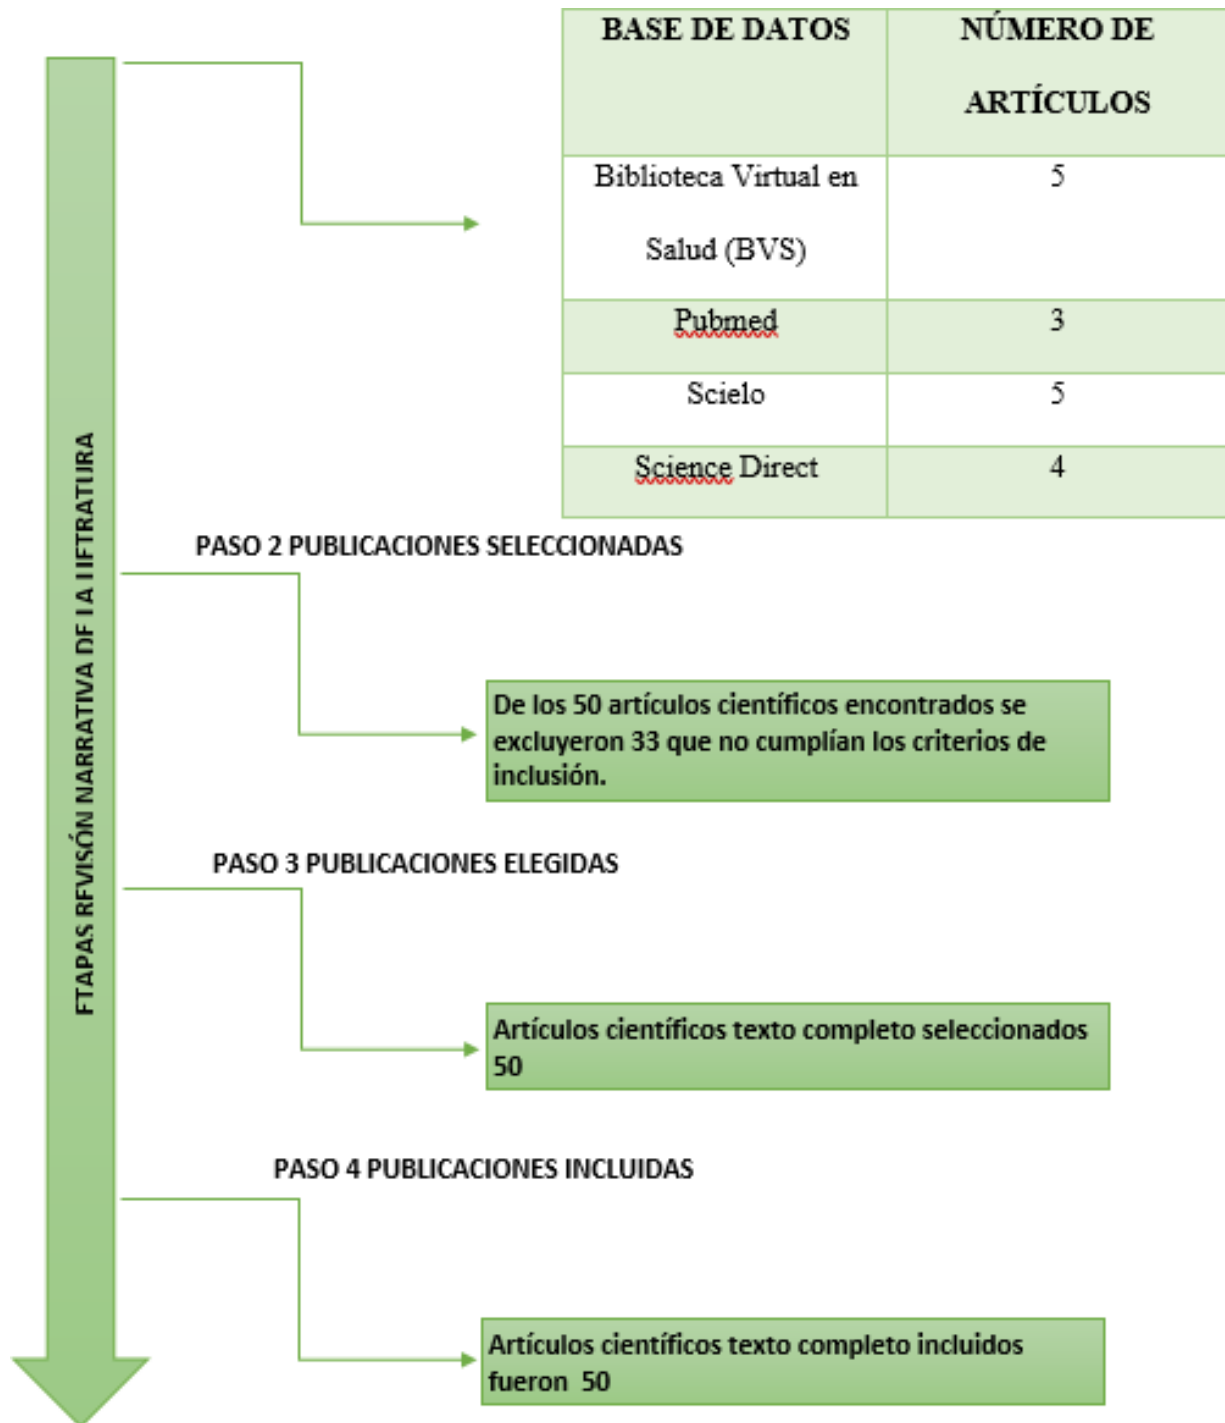 BASE DE DATOS
NÚMERO DE
ARTÍCULOS
Biblioteca Virtual en
Salud (BVS)
5
Pubmed
3
Scielo
5
Science Direct
4
FTAPAS RFVISÓN NARRATIVA DF LA LIFTRATURA
PASO 2 PUBLICACIONES SELECCIONADAS
De los 50 artículos científicos encontrados se
excluyeron 33 que no cumplían los criterios de
inclusión.
PASO 3 PUBLICACIONES ELEGIDAS
Artículos científicos texto completo seleccionados
50
PASO 4 PUBLICACIONES INCLUIDAS
Artículos científicos texto completo incluidos
fueron 50